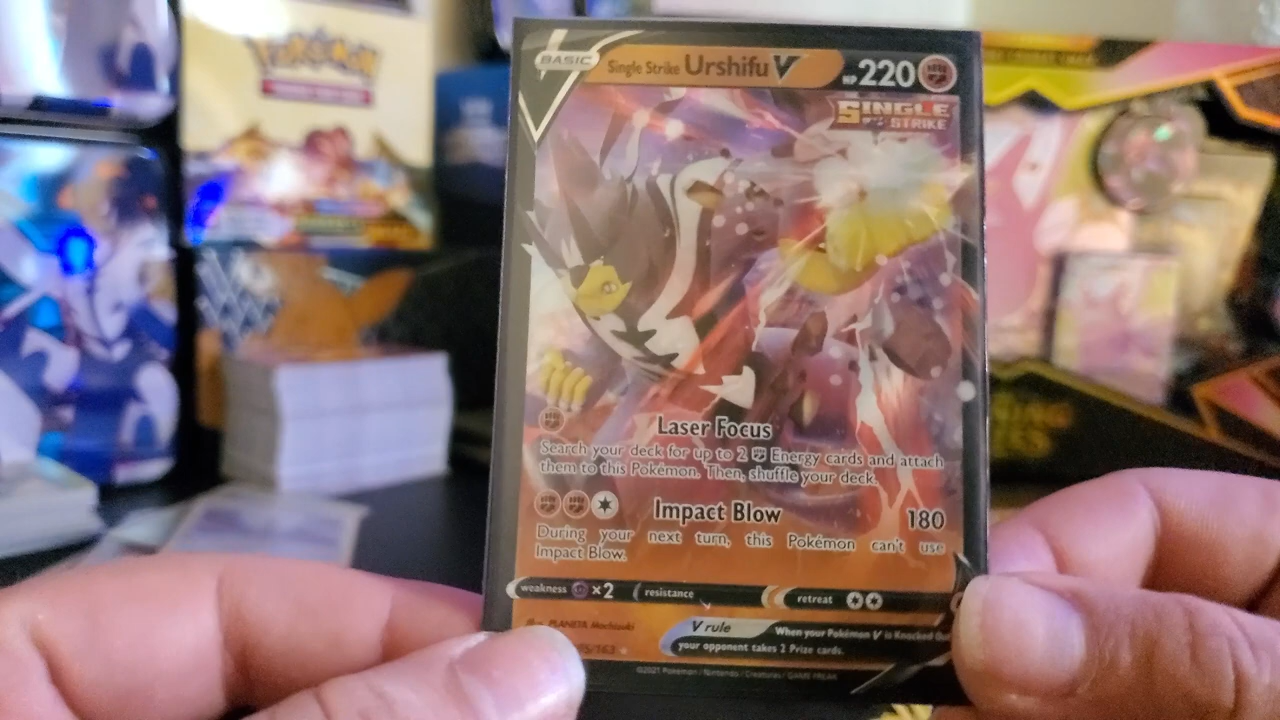 POKÉMON
BASIC
Single Strike Urshifu V
HP 220
SINGLE
STRIKE
Laser Focus
Search your deck for up to 2 Energy cards and attach
them to this Pokémon. Then, shuffle your deck.
Impact Blow 180
During your next turn, this Pokémon can't use
Impact Blow.
weakness ×2 resistance retreat
Illus. PLANETA Mochizuki
V rule
When your Pokémon V is Knocked Out
your opponent takes 2 Prize cards.
/163
©2021 Pokémon / Nintendo / Creatures / GAME FREAK